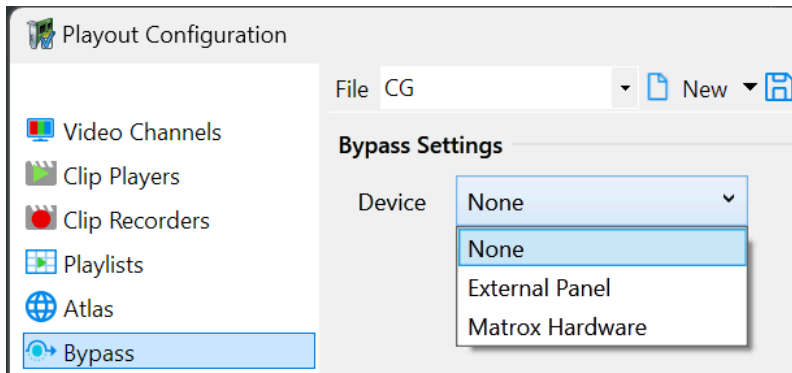 Playout Configuration
File CG New
Video Channels
Clip Players
Clip Recorders
Playlists
Atlas
Bypass
Bypass Settings
Device None
None
External Panel
Matrox Hardware